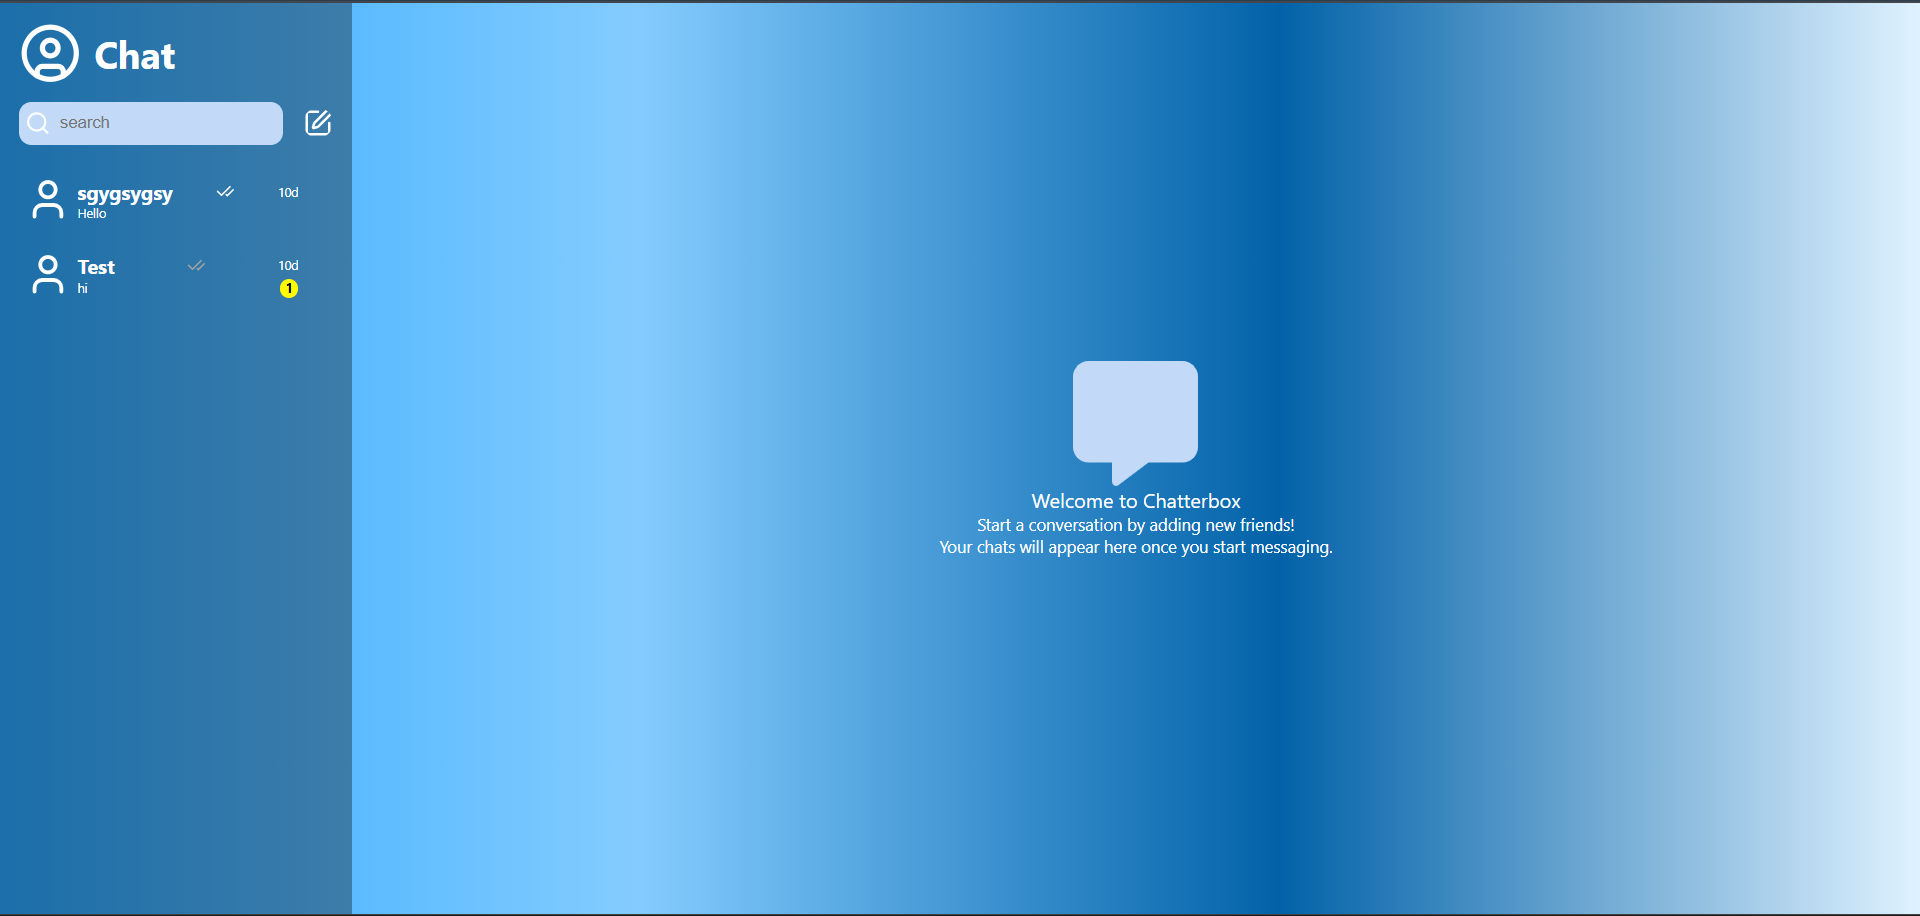 Chat
search
sgygsygsy 10d
Hello
Test 10d
hi 1
Welcome to Chatterbox
Start a conversation by adding new friends!
Your chats will appear here once you start messaging.